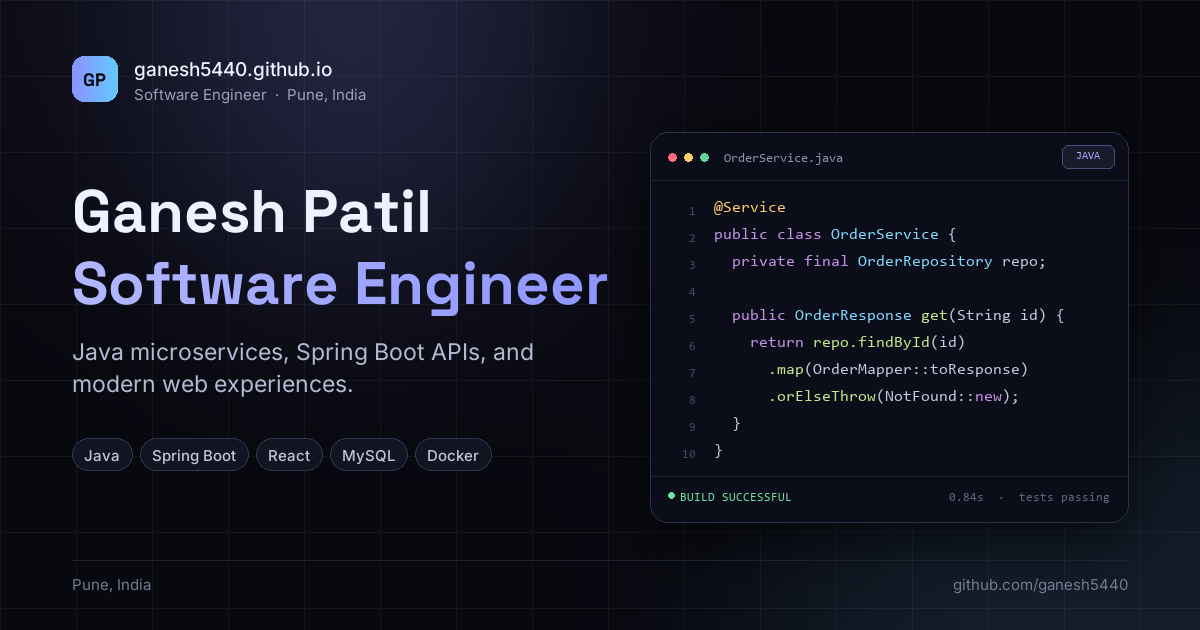 GP
ganesh5440.github.io
Software Engineer · Pune, India
Ganesh Patil
Software Engineer
Java microservices, Spring Boot APIs, and
modern web experiences.
Java Spring Boot React MySQL Docker
OrderService.java JAVA
1 @Service
2 public class OrderService {
3   private final OrderRepository repo;
4
5   public OrderResponse get(String id) {
6     return repo.findById(id)
7       .map(OrderMapper::toResponse)
8       .orElseThrow(NotFound::new);
9   }
10 }
BUILD SUCCESSFUL 0.84s · tests passing
Pune, India github.com/ganesh5440